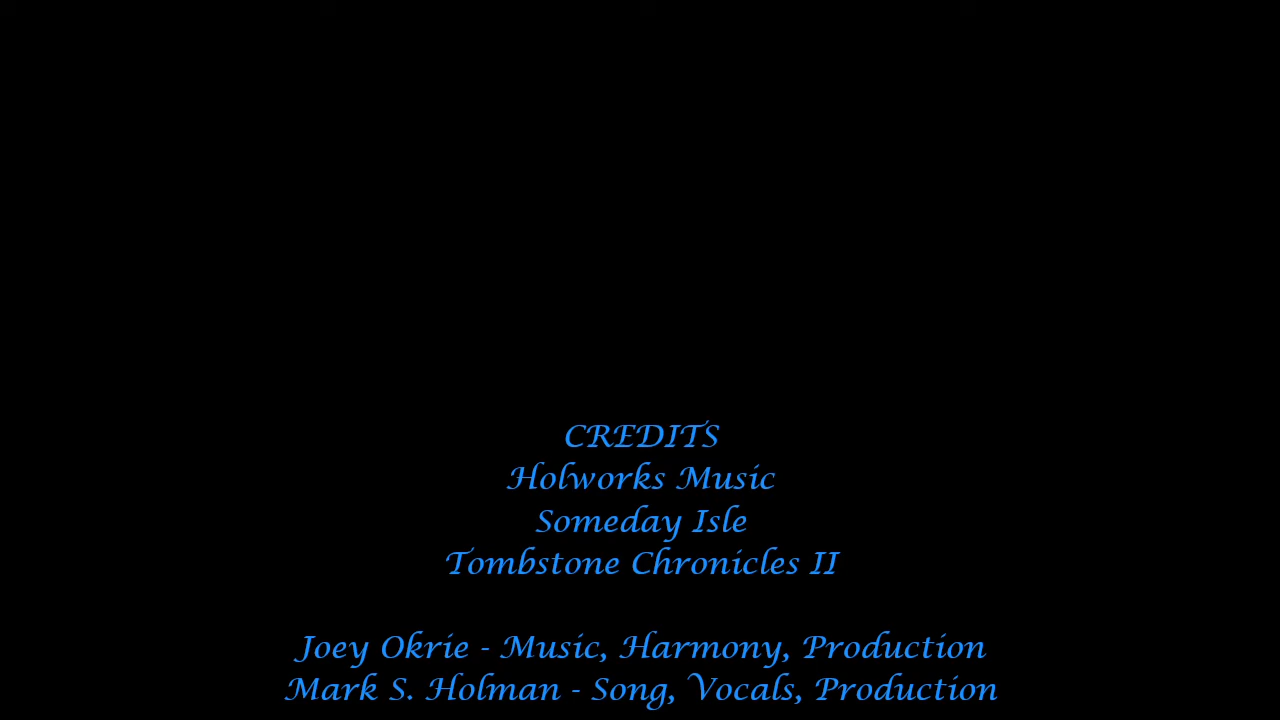 CREDITS
Holworks Music
Someday Isle
Tombstone Chronicles II
Joey Okrie - Music, Harmony, Production
Mark S. Holman - Song, Vocals, Production